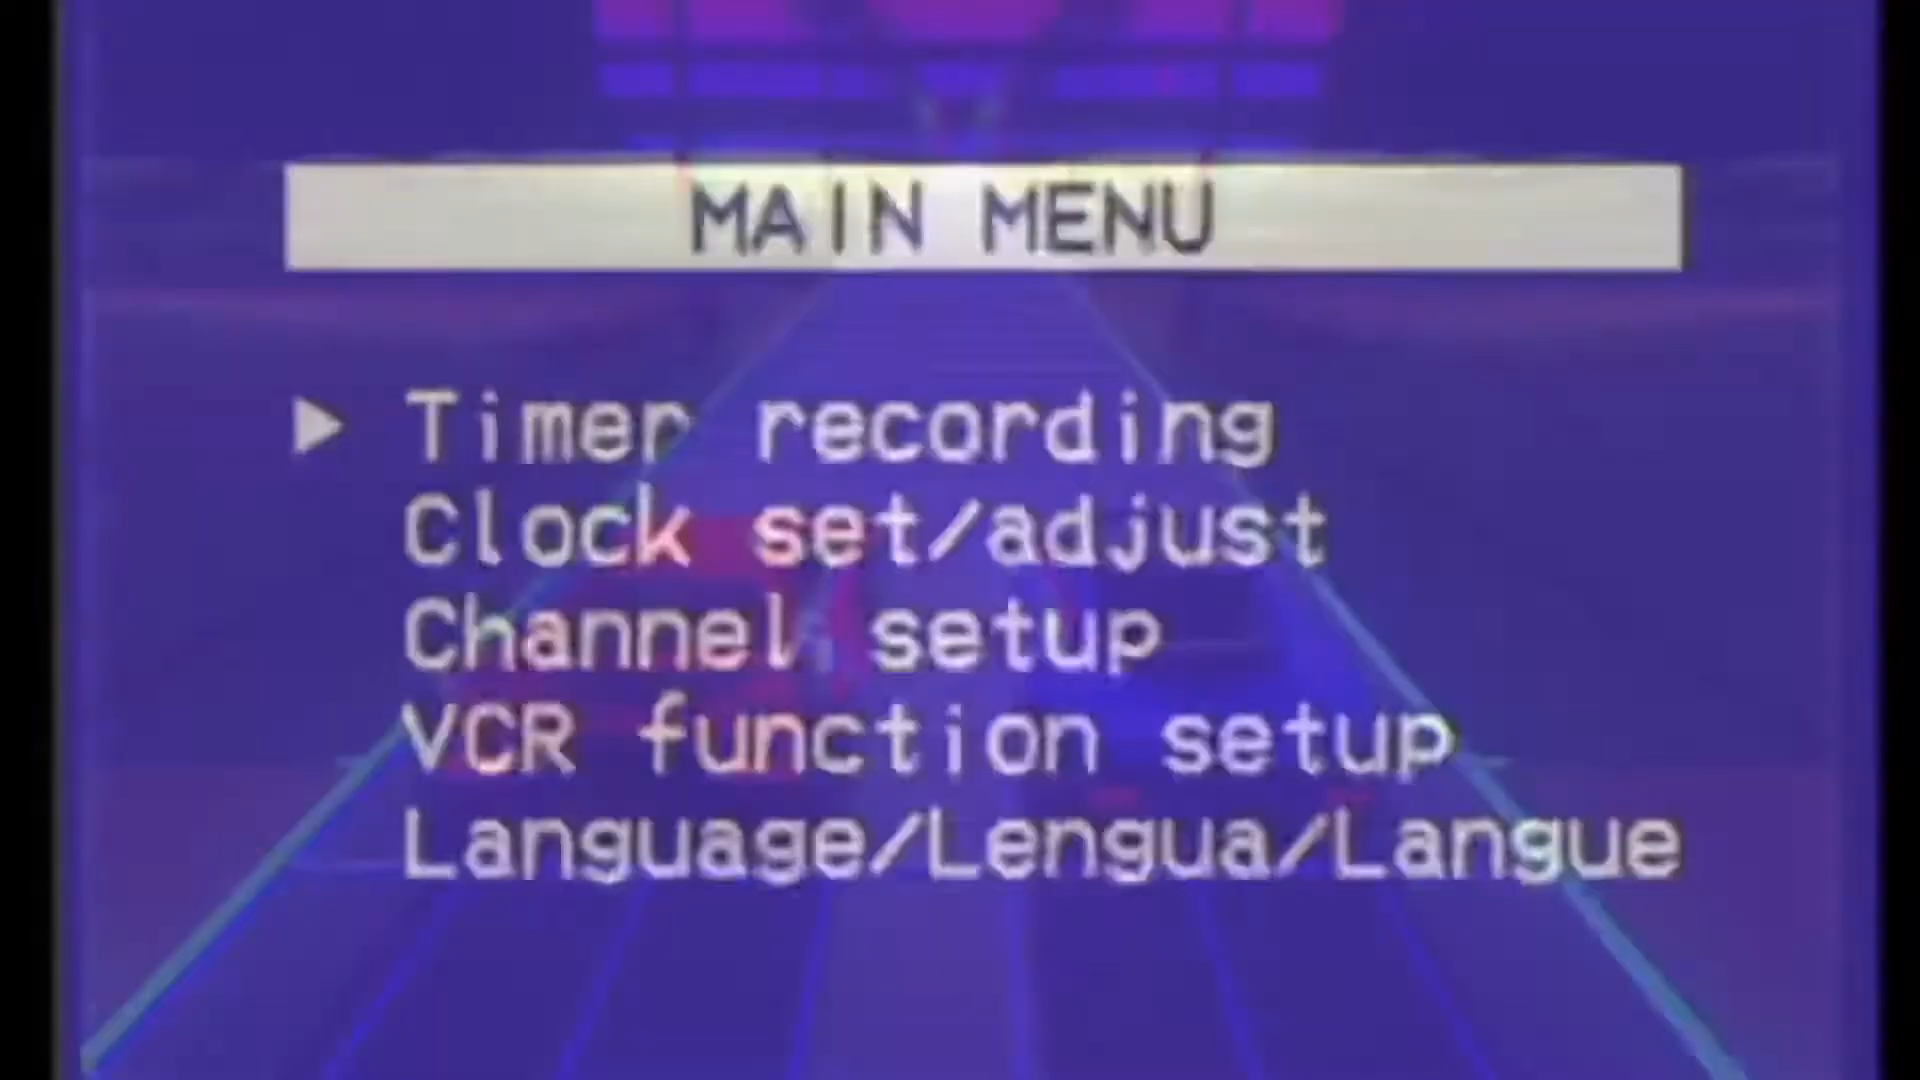 MAIN MENU
Timer recording
Clock set/adjust
Channel setup
VCR function setup
Language/Lengua/Langue